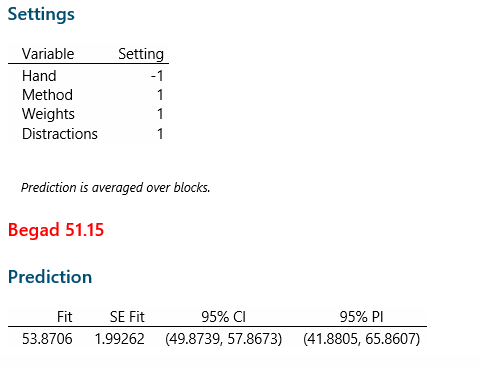 Settings
Variable Setting
Hand -1
Method 1
Weights 1
Distractions 1
Prediction is averaged over blocks.
Begad 51.15
Prediction
Fit SE Fit 95% CI 95% PI
53.8706 1.99262 (49.8739, 57.8673) (41.8805, 65.8607)